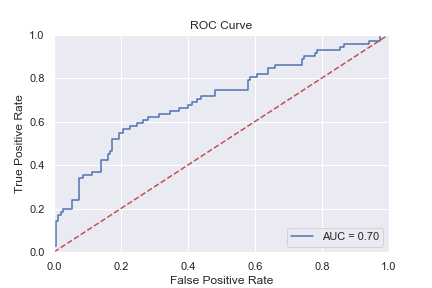 ROC Curve
1.0
0.8
0.6
0.4
0.2
0.0
True Positive Rate
AUC = 0.70
0.0 0.2 0.4 0.6 0.8 1.0
False Positive Rate